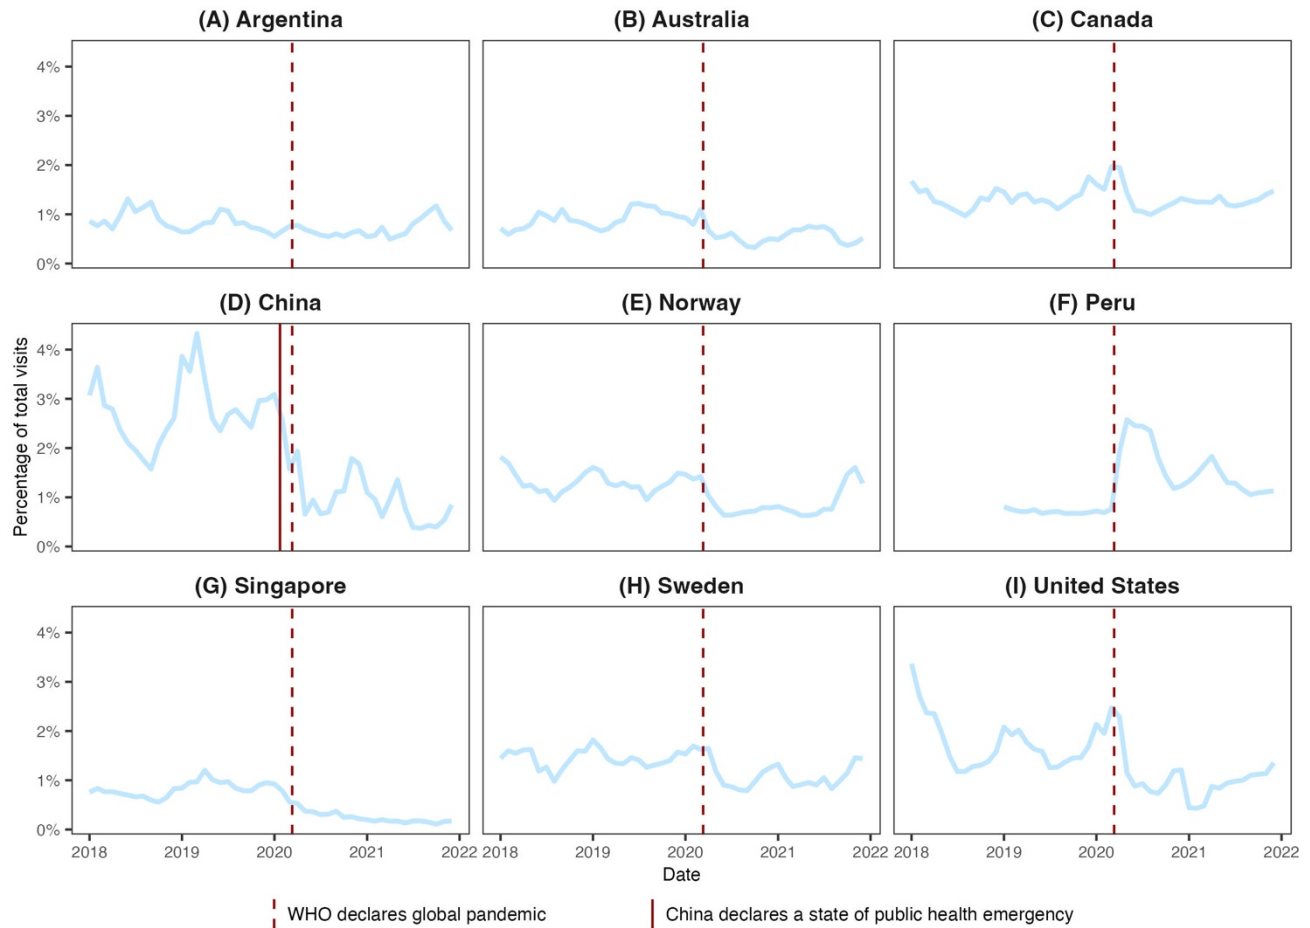 (A) Argentina
(B) Australia
(C) Canada
4%
3%
2%
1%
0%
(D) China
(E) Norway
(F) Peru
Percentage of total visits
4%
3%
2%
1%
0%
(G) Singapore
(H) Sweden
(I) United States
4%
3%
2%
1%
0%
2018 2019 2020 2021 2022
2018 2019 2020 2021 2022
2018 2019 2020 2021 2022
Date
WHO declares global pandemic
China declares a state of public health emergency